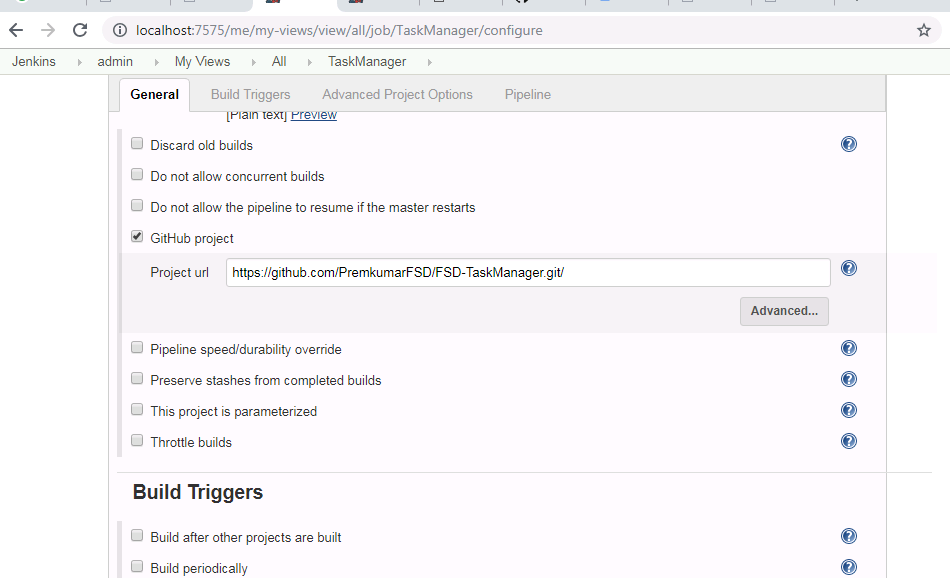 localhost:7575/me/my-views/view/all/job/TaskManager/configure
Jenkins admin My Views All TaskManager
General Build Triggers Advanced Project Options Pipeline
[Plain text] Preview
Discard old builds
Do not allow concurrent builds
Do not allow the pipeline to resume if the master restarts
GitHub project
Project url https://github.com/PremkumarFSD/FSD-TaskManager.git/
Advanced...
Pipeline speed/durability override
Preserve stashes from completed builds
This project is parameterized
Throttle builds
Build Triggers
Build after other projects are built
Build periodically